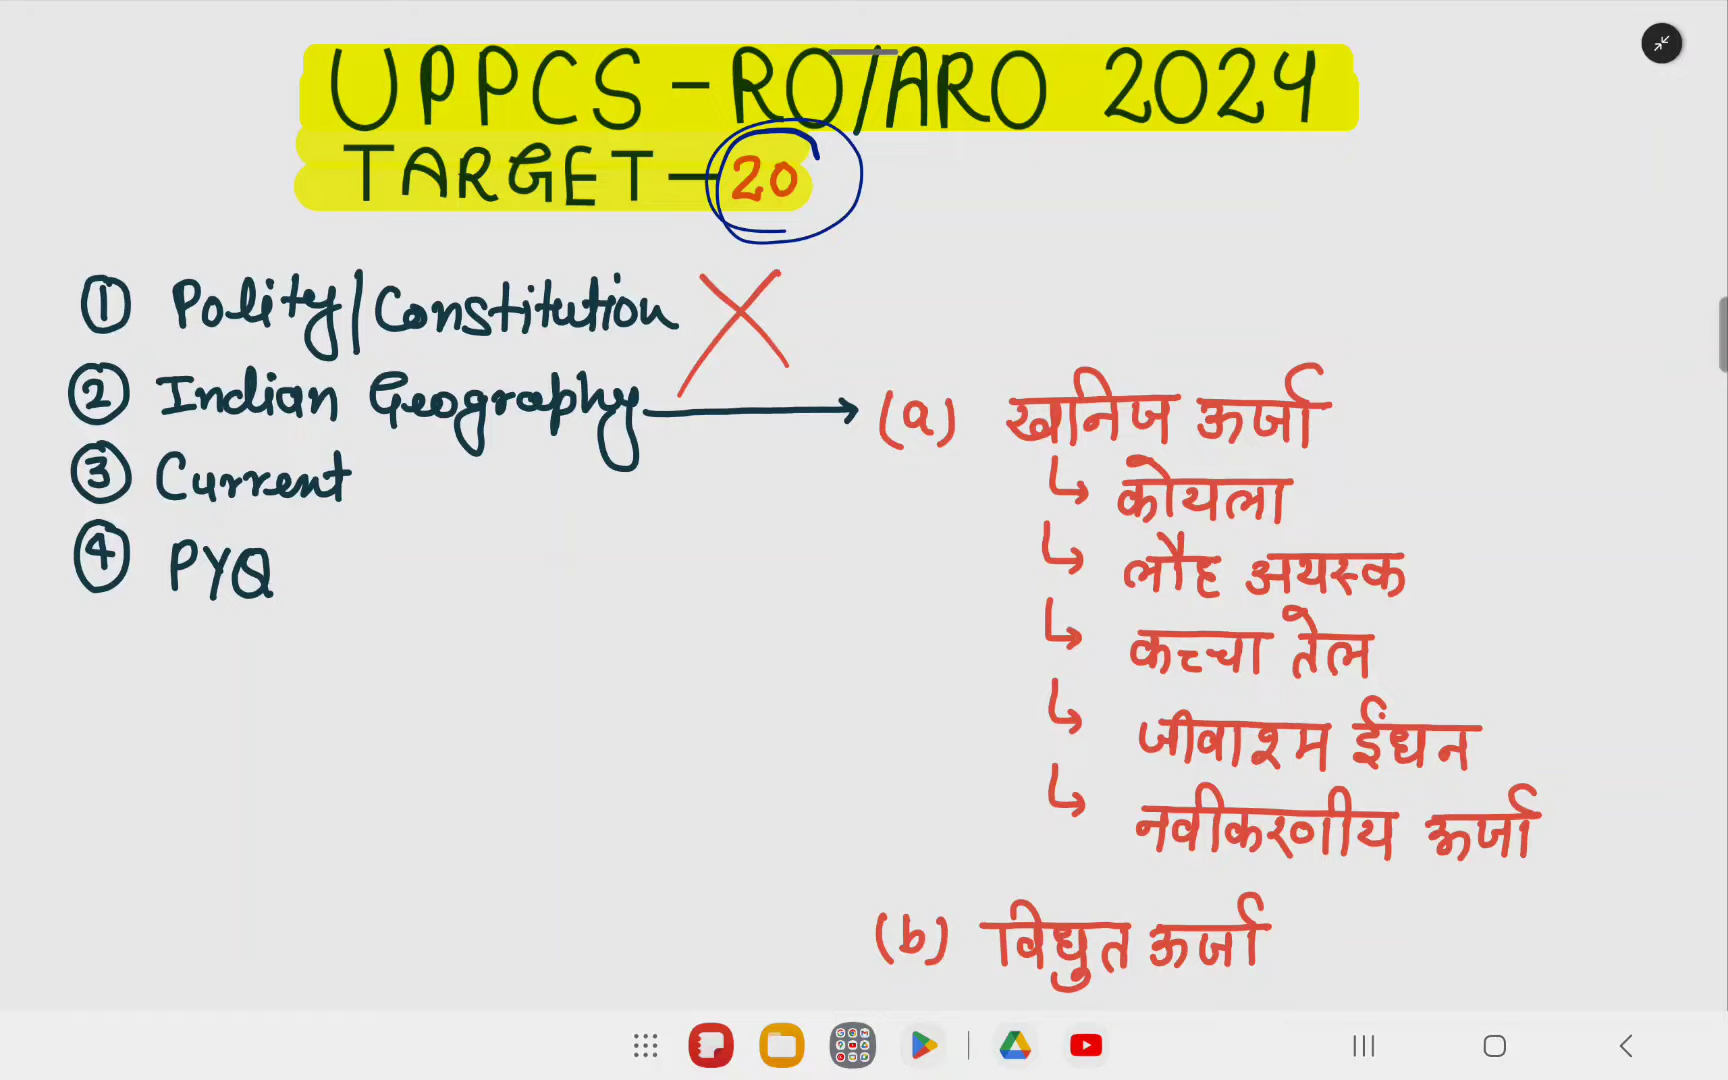 UPPCS - RO/ARO 2024
TARGET - 20
① Polity/Constitution
② Indian Geography → (a) खनिज ऊर्जा
↳ कोयला
↳ लौह अयस्क
↳ कच्चा तेल
↳ जीवाश्म ईंधन
↳ नवीकरणीय ऊर्जा
③ Current
④ PYQ
(b) विधुत ऊर्जा